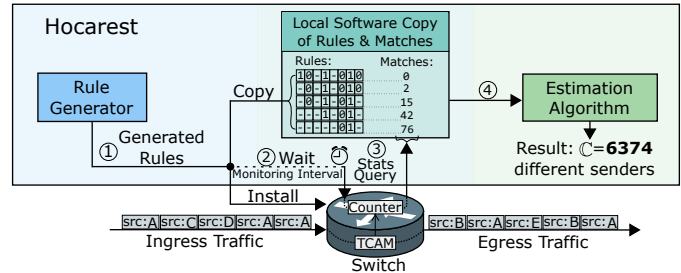 Hocarest
Local Software Copy
of Rules & Matches
Rules: Matches:
10-1-010 0
-0-1-010 2
--0-1-01- 15
-----1-01- 42
-------01- 76
Rule
Generator
Copy
④
Estimation
Algorithm
① Generated
Rules
② Wait
Monitoring Interval
③
Stats
Query
Result: ℂ=6374
different senders
Install
Counter
src:A src:C src:D src:A src:A
src:B src:A src:E src:B src:A
Ingress Traffic
TCAM
Egress Traffic
Switch